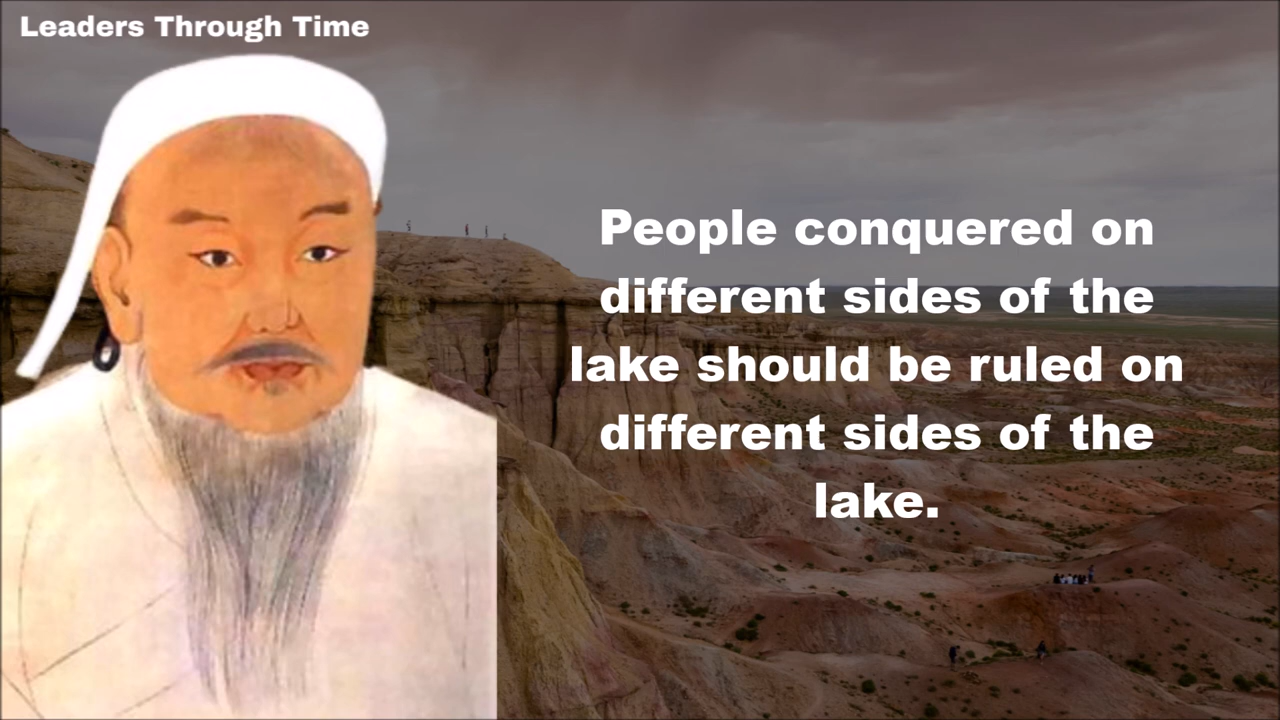 Leaders Through Time
People conquered on
different sides of the
lake should be ruled on
different sides of the
lake.